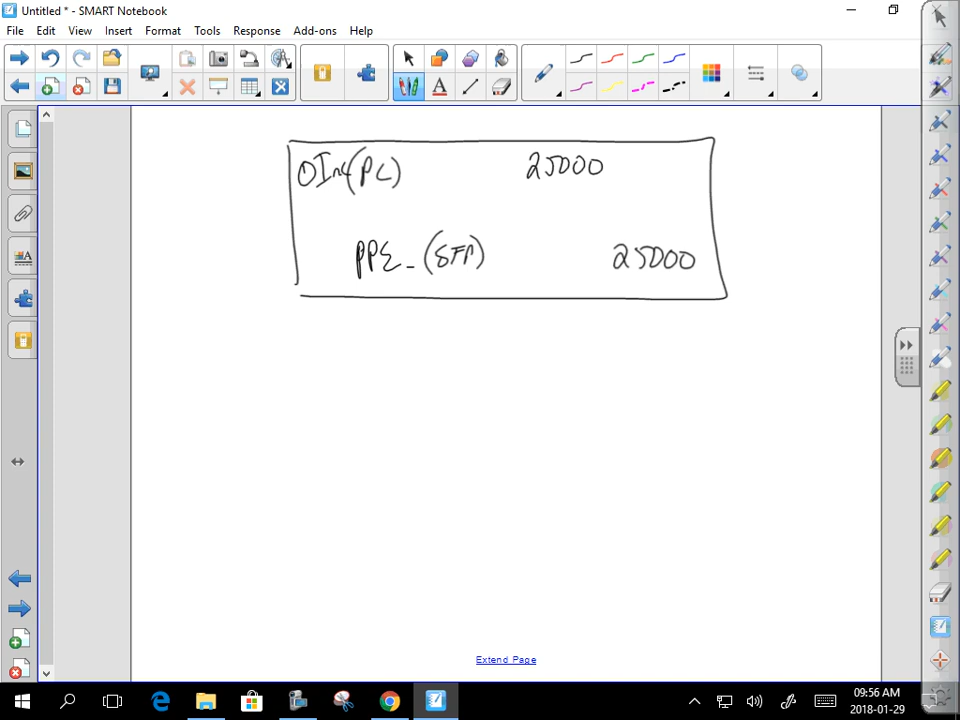 Untitled * - SMART Notebook
File Edit View Insert Format Tools Response Add-ons Help
OInc(PL) 25000
PPE - (SFP) 25000
Extend Page
09:56 AM
2018-01-29